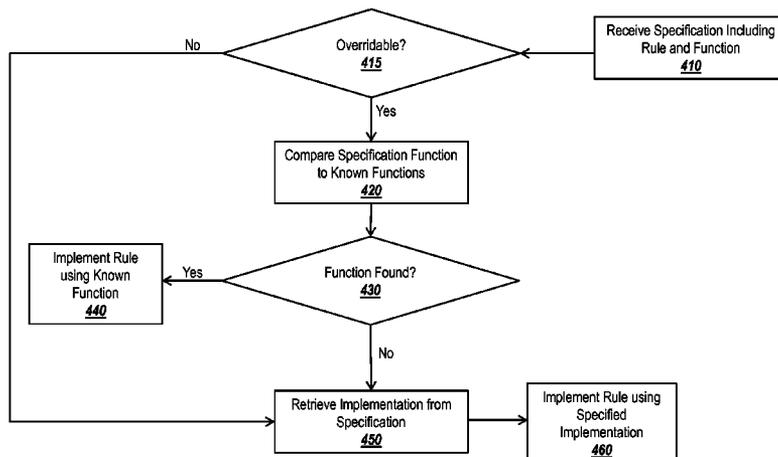 No
Overridable?
415
Receive Specification Including
Rule and Function
410
Yes
Compare Specification Function
to Known Functions
420
Implement Rule
using Known
Function
440
Yes
Function Found?
430
No
Retrieve Implementation from
Specification
450
Implement Rule using
Specified
Implementation
460